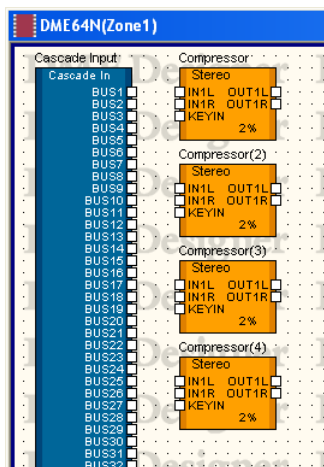 DME64N(Zone1)
Cascade Input
Cascade In
BUS1
BUS2
BUS3
BUS4
BUS5
BUS6
BUS7
BUS8
BUS9
BUS10
BUS11
BUS12
BUS13
BUS14
BUS15
BUS16
BUS17
BUS18
BUS19
BUS20
BUS21
BUS22
BUS23
BUS24
BUS25
BUS26
BUS27
BUS28
BUS29
BUS30
BUS31
BUS32
Compressor
Stereo
IN1L OUT1L
IN1R OUT1R
KEYIN
2%
Compressor(2)
Stereo
IN1L OUT1L
IN1R OUT1R
KEYIN
2%
Compressor(3)
Stereo
IN1L OUT1L
IN1R OUT1R
KEYIN
2%
Compressor(4)
Stereo
IN1L OUT1L
IN1R OUT1R
KEYIN
2%
Designer